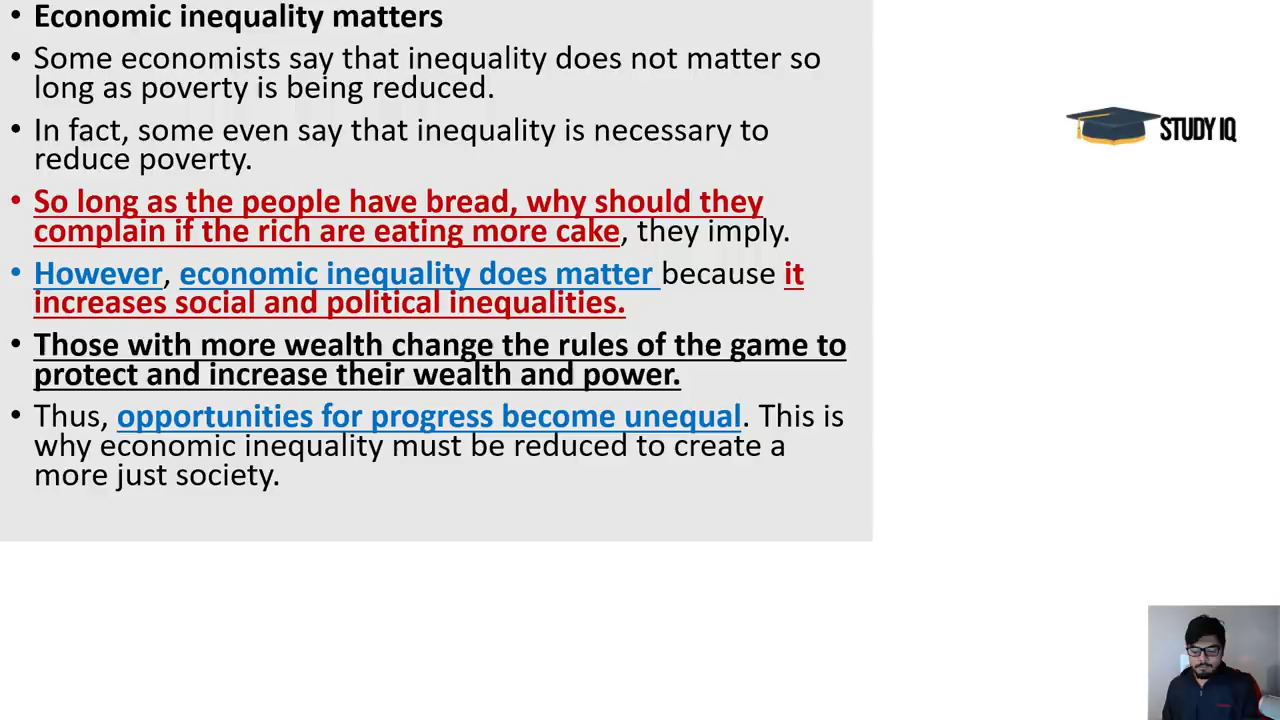 • Economic inequality matters
• Some economists say that inequality does not matter so
long as poverty is being reduced.
• In fact, some even say that inequality is necessary to
reduce poverty.
• So long as the people have bread, why should they
complain if the rich are eating more cake, they imply.
• However, economic inequality does matter because it
increases social and political inequalities.
• Those with more wealth change the rules of the game to
protect and increase their wealth and power.
• Thus, opportunities for progress become unequal. This is
why economic inequality must be reduced to create a
more just society.
STUDY IQ